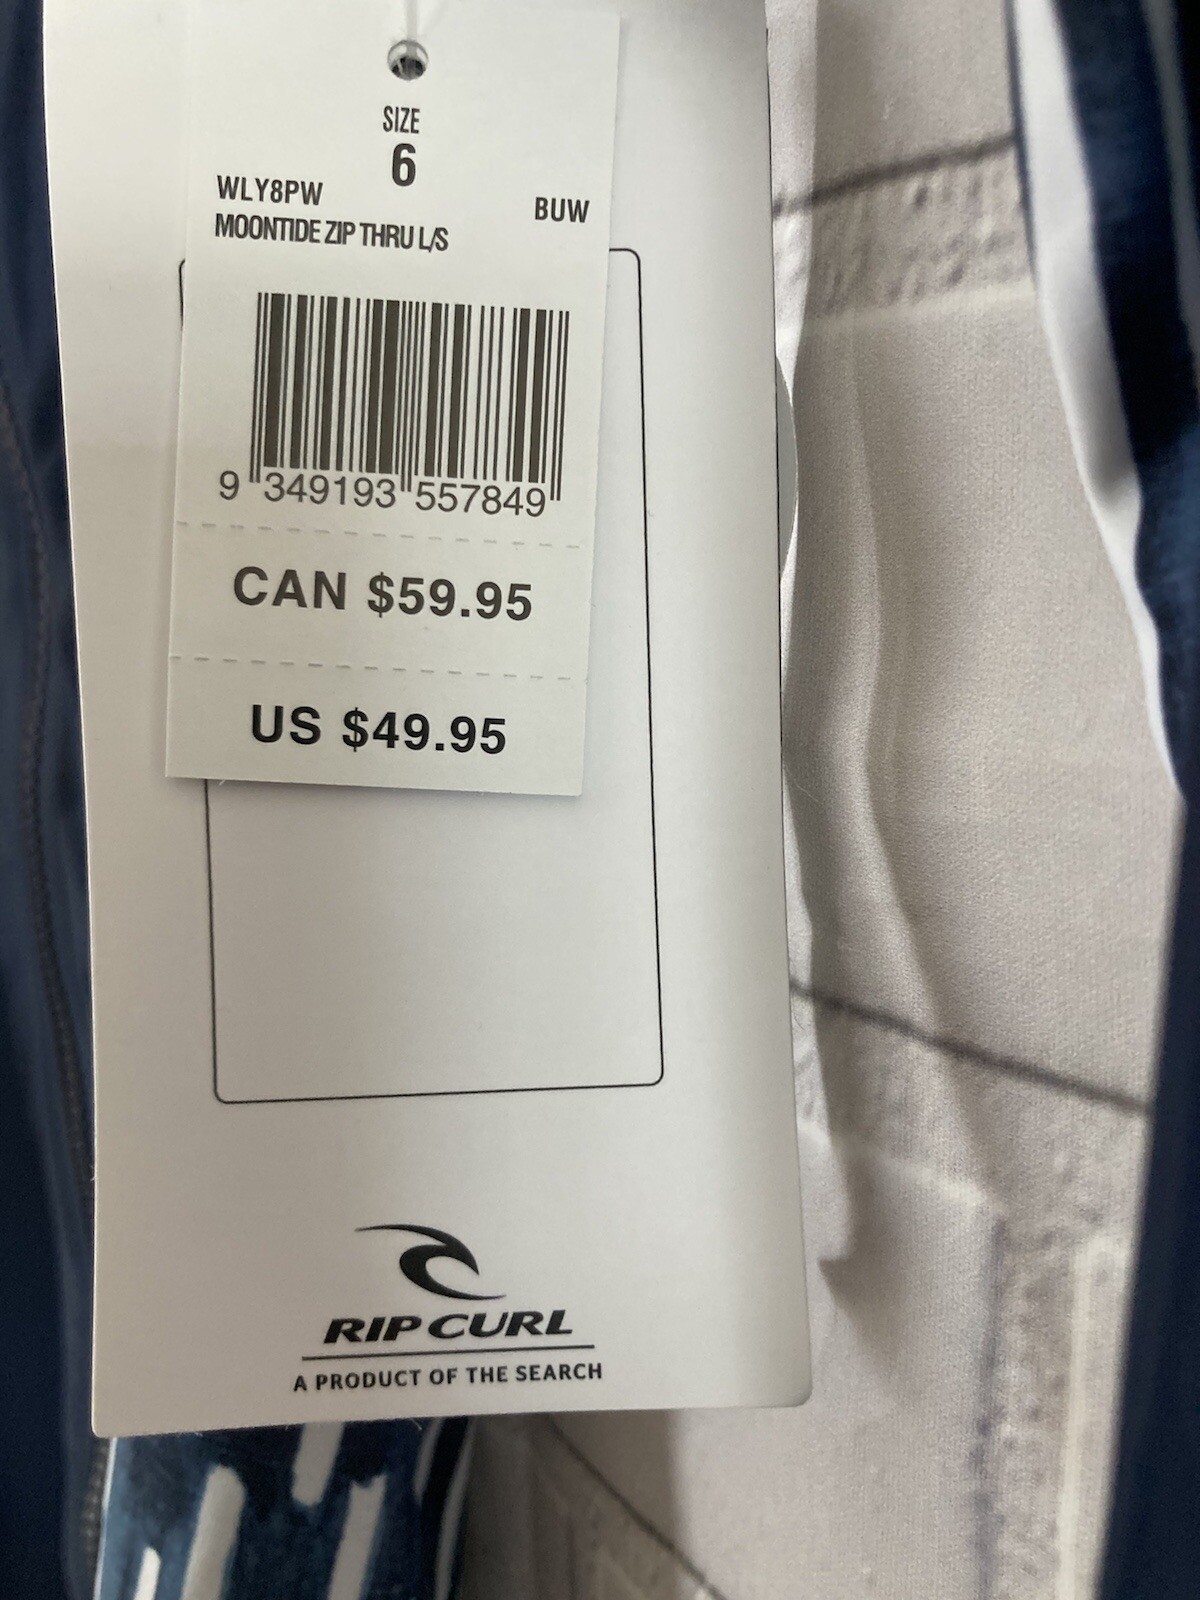 SIZE
6
WLY8PW
BUW
MOONTIDE ZIP THRU L/S
9 349193 557849
CAN $59.95
US $49.95
RIP CURL
A PRODUCT OF THE SEARCH